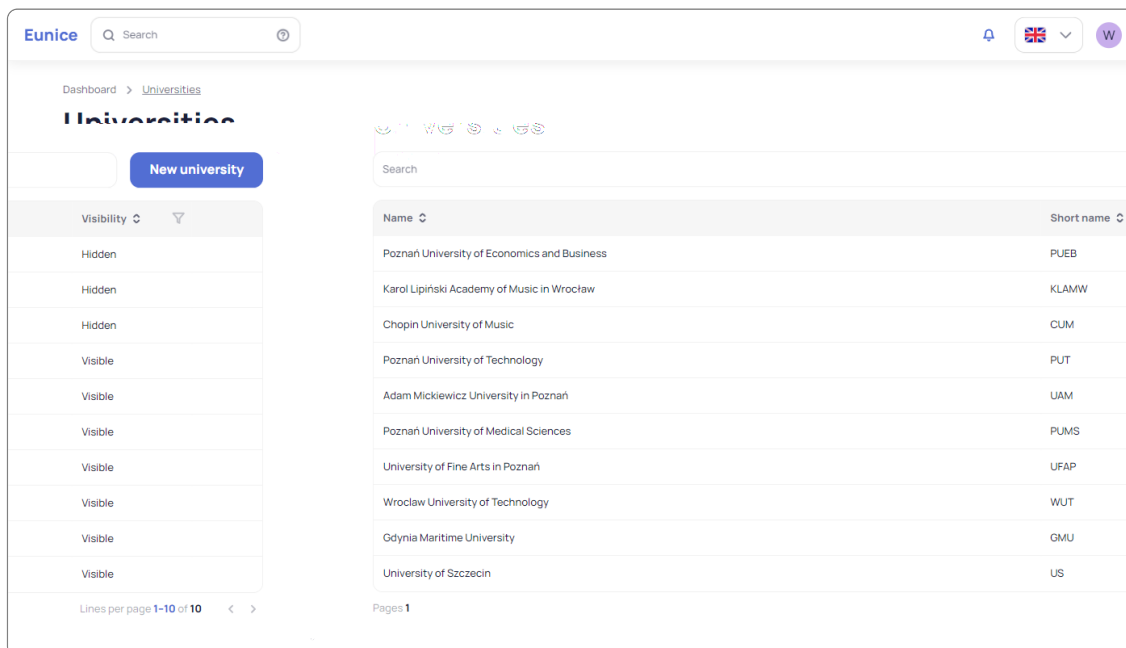 Eunice Search W
Dashboard > Universities
Universities
New university Search
Visibility Name Short name
Hidden Poznań University of Economics and Business PUEB
Hidden Karol Lipiński Academy of Music in Wrocław KLAMW
Hidden Chopin University of Music CUM
Visible Poznań University of Technology PUT
Visible Adam Mickiewicz University in Poznań UAM
Visible Poznań University of Medical Sciences PUMS
Visible University of Fine Arts in Poznań UFAP
Visible Wroclaw University of Technology WUT
Visible Gdynia Maritime University GMU
Visible University of Szczecin US
Lines per page 1-10 of 10 < > Pages 1